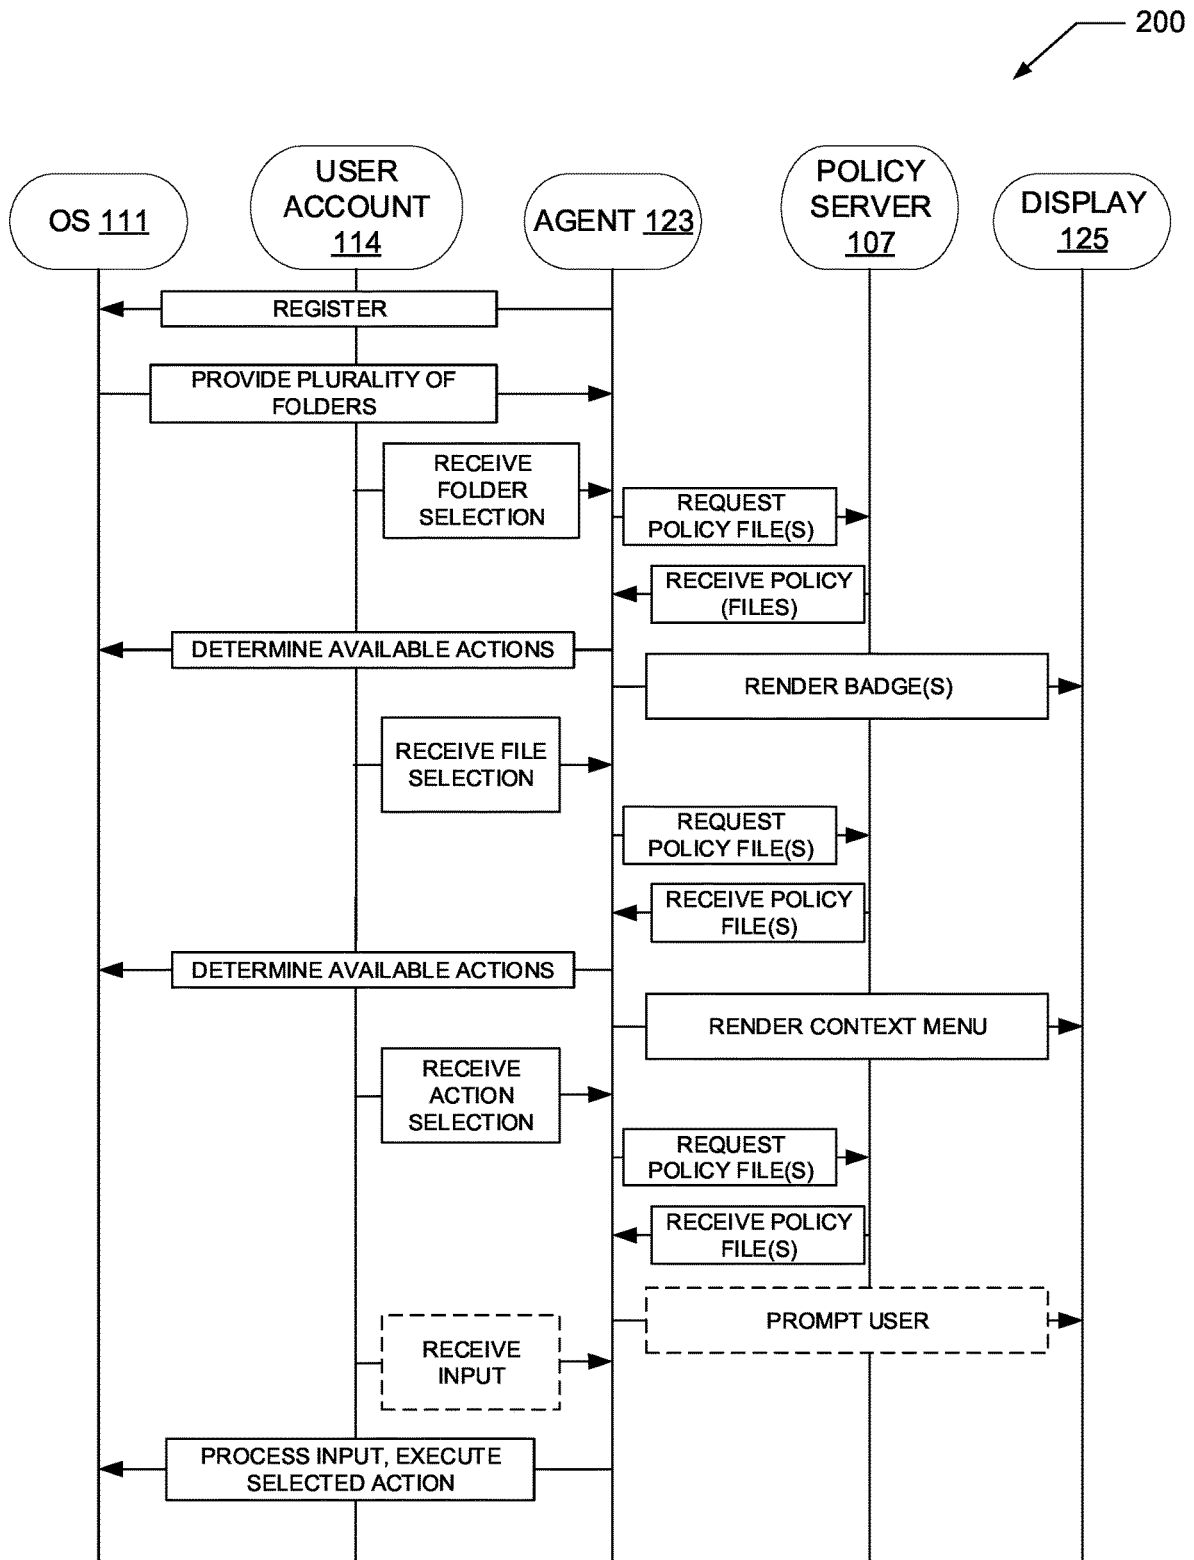 200
OS 111
USER
ACCOUNT
114
AGENT 123
POLICY
SERVER
107
DISPLAY
125
REGISTER
PROVIDE PLURALITY OF
FOLDERS
RECEIVE
FOLDER
SELECTION
REQUEST
POLICY FILE(S)
RECEIVE POLICY
(FILES)
DETERMINE AVAILABLE ACTIONS
RENDER BADGE(S)
RECEIVE FILE
SELECTION
REQUEST
POLICY FILE(S)
RECEIVE POLICY
FILE(S)
DETERMINE AVAILABLE ACTIONS
RENDER CONTEXT MENU
RECEIVE
ACTION
SELECTION
REQUEST
POLICY FILE(S)
RECEIVE POLICY
FILE(S)
PROMPT USER
RECEIVE
INPUT
PROCESS INPUT, EXECUTE
SELECTED ACTION